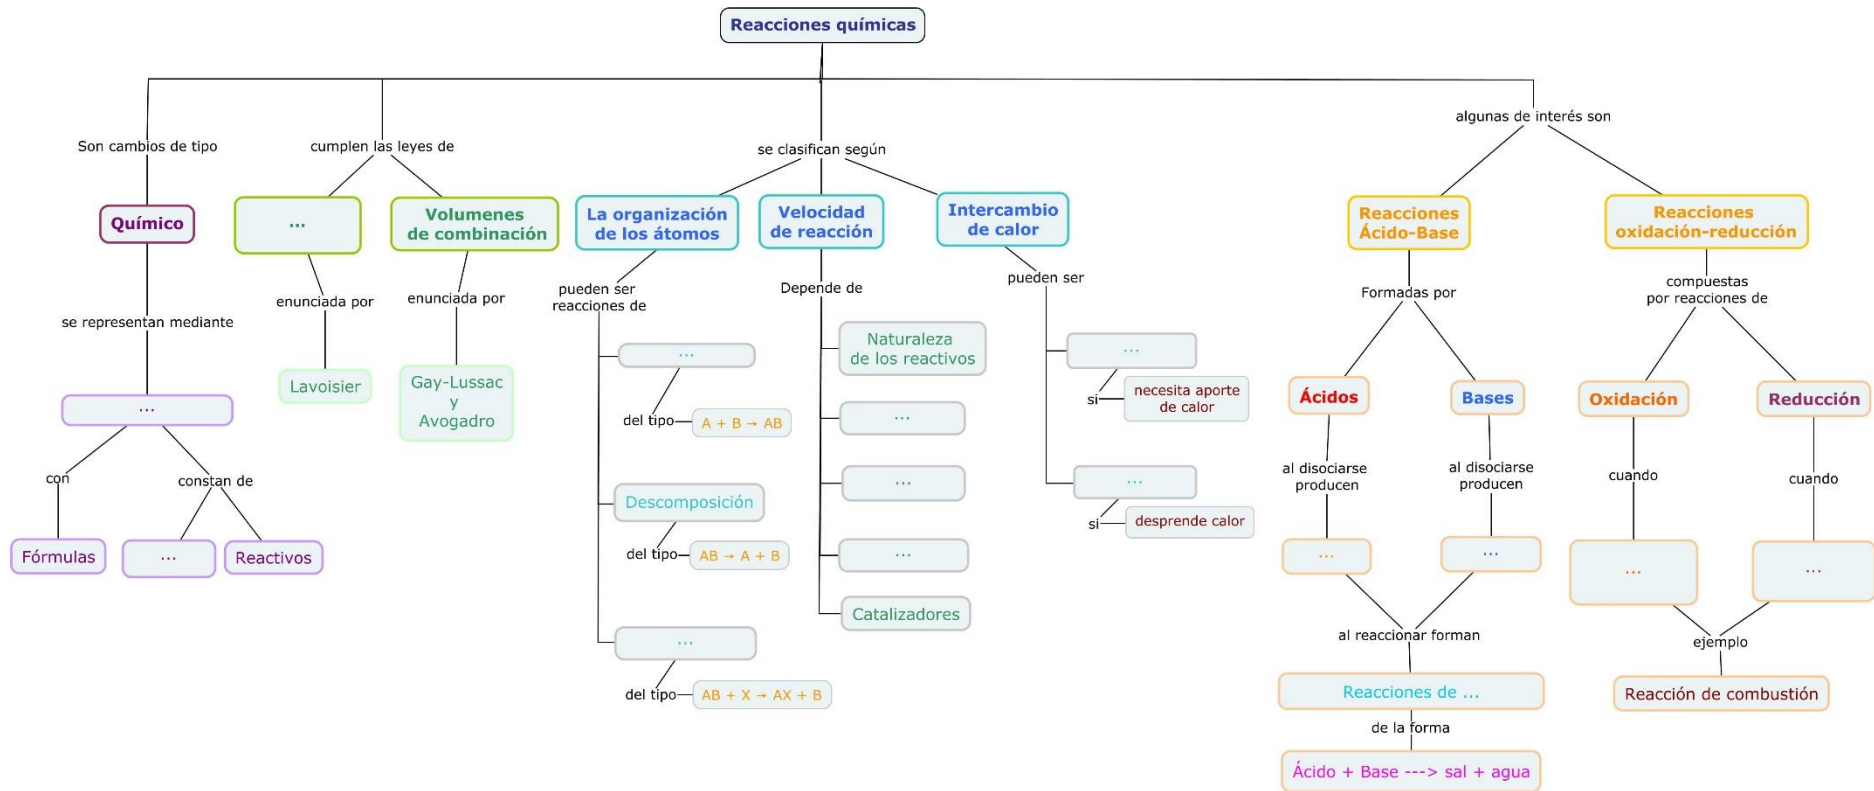 Reacciones químicas
Son cambios de tipo
cumplen las leyes de
se clasifican según
algunas de interés son
Químico
...
Volumenes
de combinación
La organización
de los átomos
Velocidad
de reacción
Intercambio
de calor
Reacciones
Ácido-Base
Reacciones
oxidación-reducción
se representan mediante
enunciada por
enunciada por
pueden ser
reacciones de
Depende de
pueden ser
Formadas por
compuestas
por reacciones de
...
Lavoisier
Gay-Lussac
y
Avogadro
...
del tipo
A + B → AB
Descomposición
del tipo
AB → A + B
...
del tipo
AB + X → AX + B
Naturaleza
de los reactivos
...
...
...
Catalizadores
...
si
necesita aporte
de calor
...
si
desprende calor
Ácidos
Bases
Oxidación
Reducción
con
constan de
Fórmulas
...
Reactivos
al disociarse
producen
al disociarse
producen
cuando
cuando
...
...
...
...
al reaccionar forman
ejemplo
Reacciones de ...
Reacción de combustión
de la forma
Ácido + Base ---> sal + agua